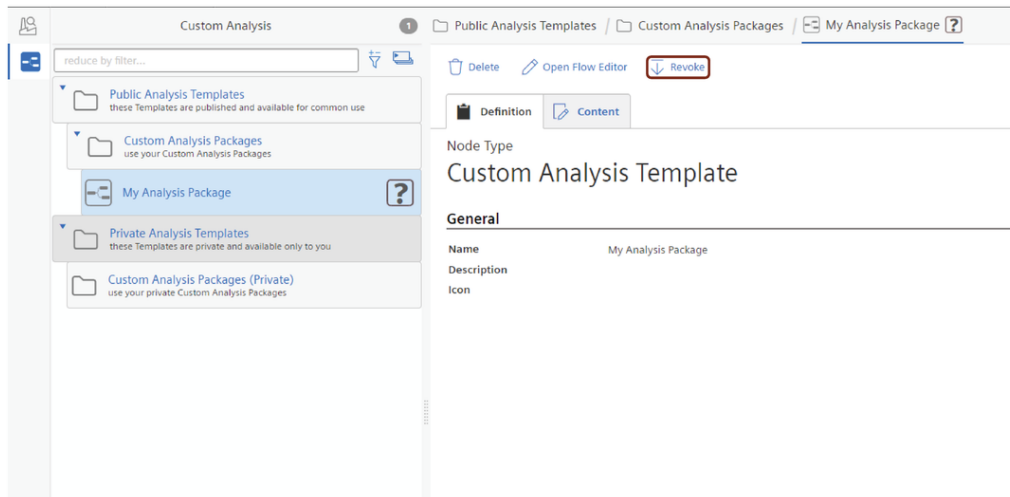 Custom Analysis
1
Public Analysis Templates / Custom Analysis Packages / My Analysis Package ?
reduce by filter...
Public Analysis Templates
these Templates are published and available for common use
Custom Analysis Packages
use your Custom Analysis Packages
My Analysis Package ?
Private Analysis Templates
these Templates are private and available only to you
Custom Analysis Packages (Private)
use your private Custom Analysis Packages
Delete Open Flow Editor Revoke
Definition Content
Node Type
Custom Analysis Template
General
Name My Analysis Package
Description
Icon